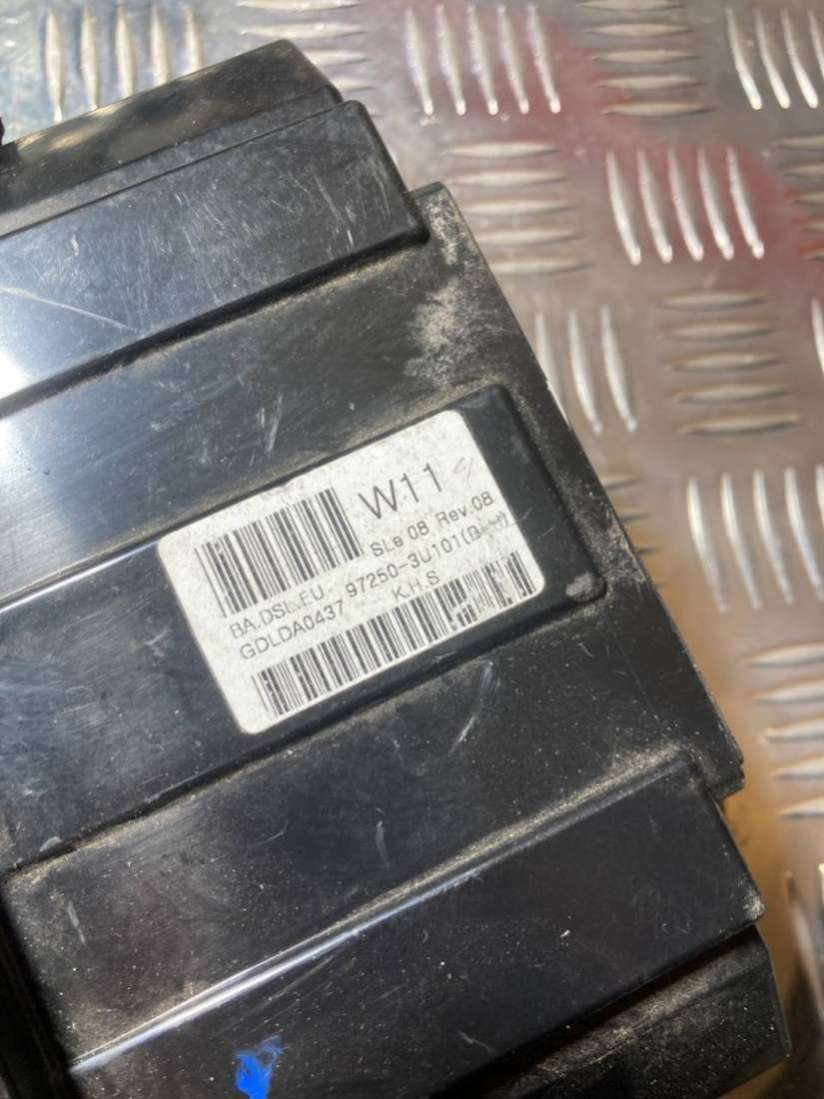 W11
SLe 08 Rev.08
BA.DSL.EU 97250-3U101
GDLDA0437 K.H.S